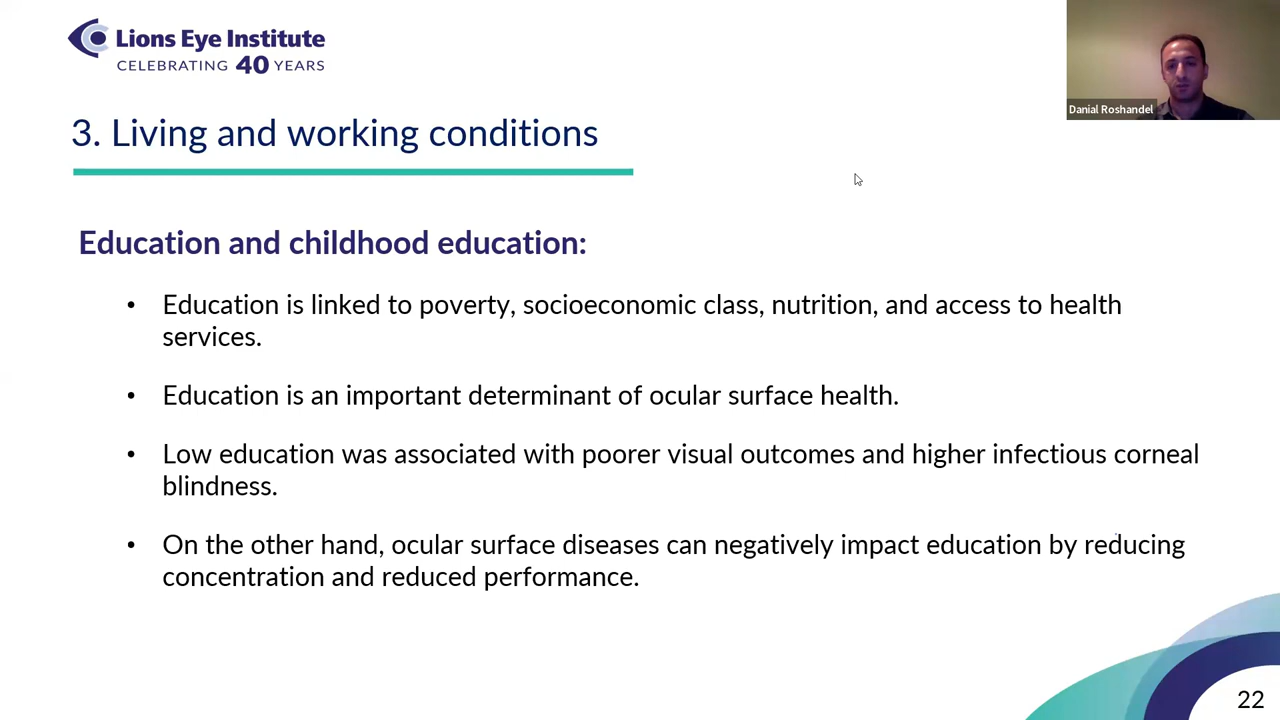 Lions Eye Institute
CELEBRATING 40 YEARS
Danial Roshandel
3. Living and working conditions
Education and childhood education:
• Education is linked to poverty, socioeconomic class, nutrition, and access to health
services.
• Education is an important determinant of ocular surface health.
• Low education was associated with poorer visual outcomes and higher infectious corneal
blindness.
• On the other hand, ocular surface diseases can negatively impact education by reducing
concentration and reduced performance.
22